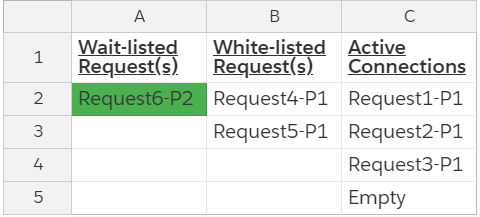 A B C
1 Wait-listed White-listed Active
Request(s) Request(s) Connections
2 Request6-P2 Request4-P1 Request1-P1
3 Request5-P1 Request2-P1
4 Request3-P1
5 Empty